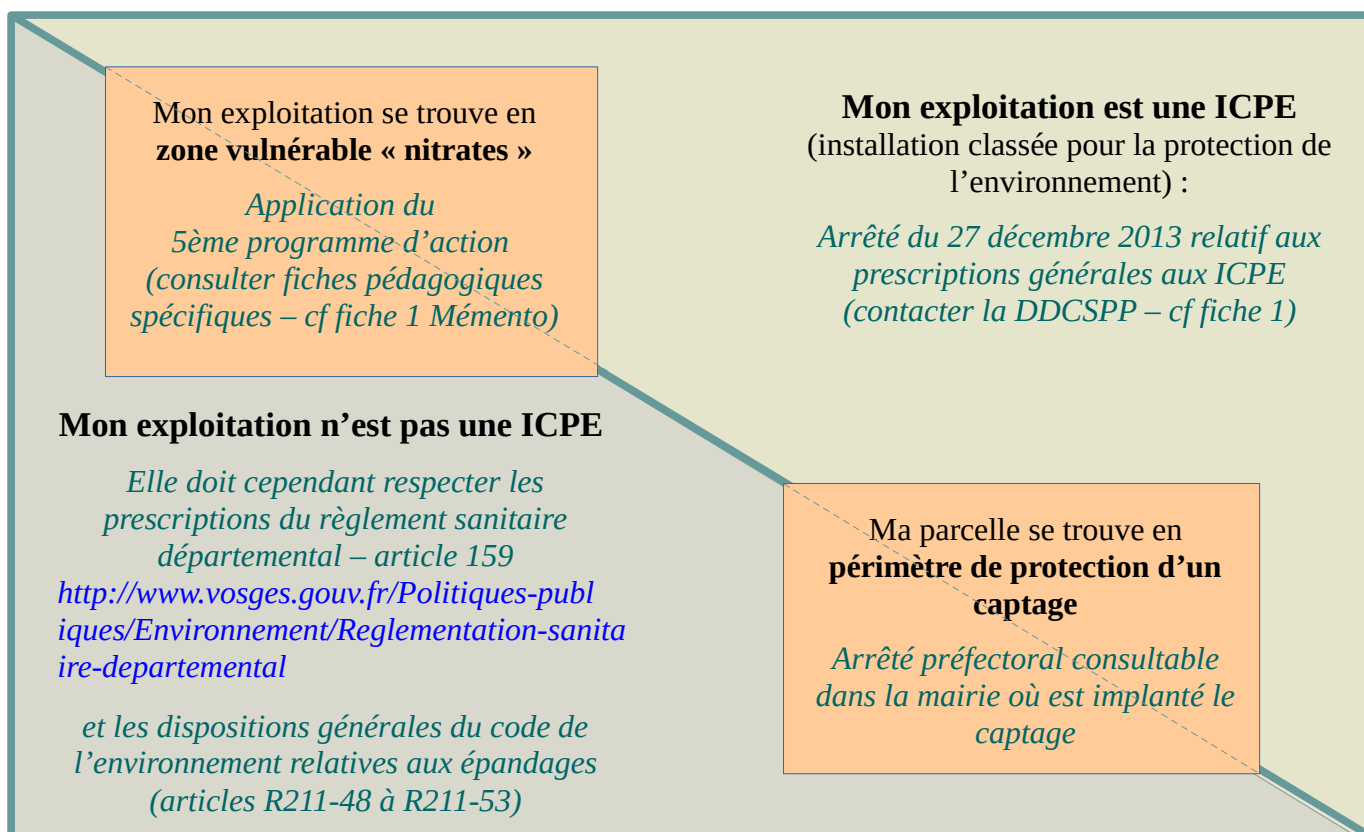 Mon exploitation se trouve en
zone vulnérable « nitrates »
Application du
5ème programme d’action
(consulter fiches pédagogiques
spécifiques – cf fiche 1 Mémento)
Mon exploitation est une ICPE
(installation classée pour la protection de
l’environnement) :
Arrêté du 27 décembre 2013 relatif aux
prescriptions générales aux ICPE
(contacter la DDCSPP – cf fiche 1)
Mon exploitation n’est pas une ICPE
Elle doit cependant respecter les
prescriptions du règlement sanitaire
départemental – article 159
http://www.vosges.gouv.fr/Politiques-publ
iques/Environnement/Reglementation-sanita
ire-departemental
et les dispositions générales du code de
l’environnement relatives aux épandages
(articles R211-48 à R211-53)
Ma parcelle se trouve en
périmètre de protection d’un
captage
Arrêté préfectoral consultable
dans la mairie où est implanté le
captage